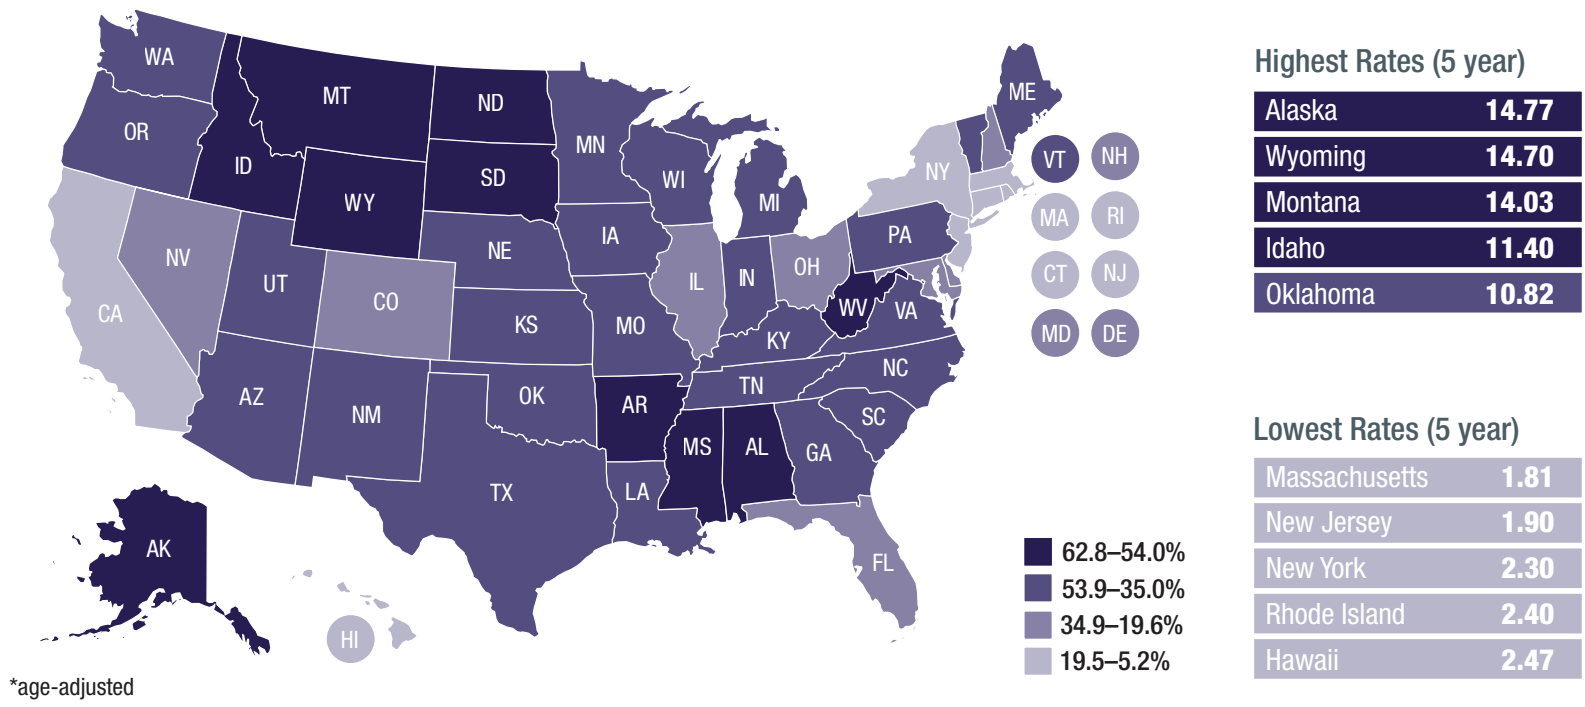 WA
OR
CA
NV
ID
MT
WY
UT
AZ
CO
NM
ND
SD
NE
KS
OK
TX
MN
IA
MO
AR
LA
WI
IL
MI
IN
OH
KY
TN
MS
AL
GA
FL
SC
NC
VA
WV
PA
NY
ME
VT
NH
MA
RI
CT
NJ
MD
DE
AK
HI
*age-adjusted
62.8–54.0%
53.9–35.0%
34.9–19.6%
19.5–5.2%
Highest Rates (5 year)
Alaska 14.77
Wyoming 14.70
Montana 14.03
Idaho 11.40
Oklahoma 10.82
Lowest Rates (5 year)
Massachusetts 1.81
New Jersey 1.90
New York 2.30
Rhode Island 2.40
Hawaii 2.47